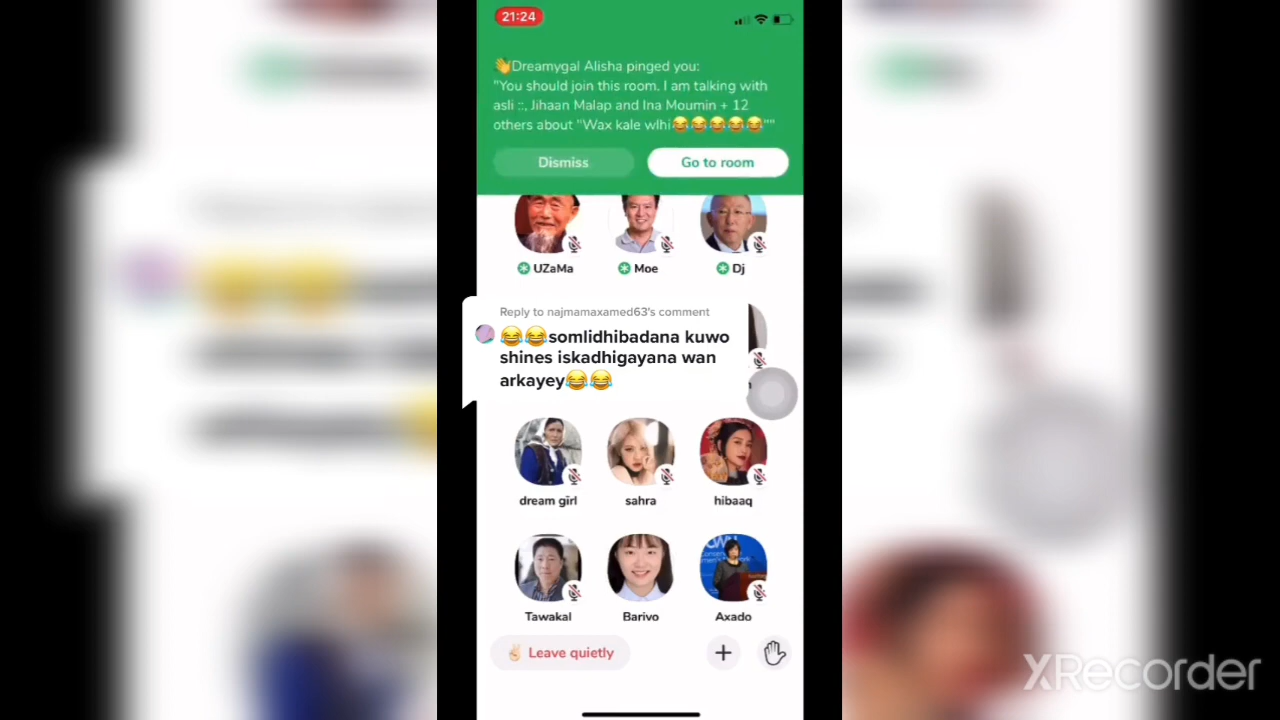 21:24
👋Dreamygal Alisha pinged you:
"You should join this room. I am talking with
asli ::, Jihaan Malap and Ina Moumin + 12
others about "Wax kale wlhi😂😂😂😂😂""
Dismiss
Go to room
UZaMa
Moe
Dj
Reply to najmamaxamed63's comment
😂😂somlidhibadana kuwo
shines iskadhigayana wan
arkayey😂😂
dream gïrl
sahra
hibaaq
Tawakal
Barivo
Axado
✌🏻 Leave quietly
XRecorder